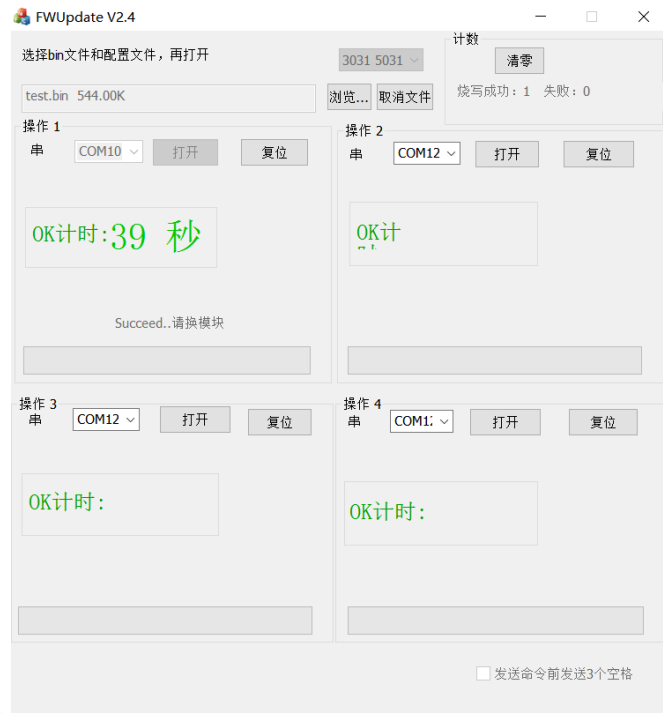 FWUpdate V2.4
选择bin文件和配置文件，再打开
3031 5031
计数
清零
test.bin 544.00K
浏览...
取消文件
烧写成功：1 失败：0
操作 1
串
COM10
打开
复位
OK计时:39 秒
Succeed..请换模块
操作 2
串
COM12
打开
复位
OK计
操作 3
串
COM12
打开
复位
OK计时:
操作 4
串
COM1
打开
复位
OK计时:
发送命令前发送3个空格